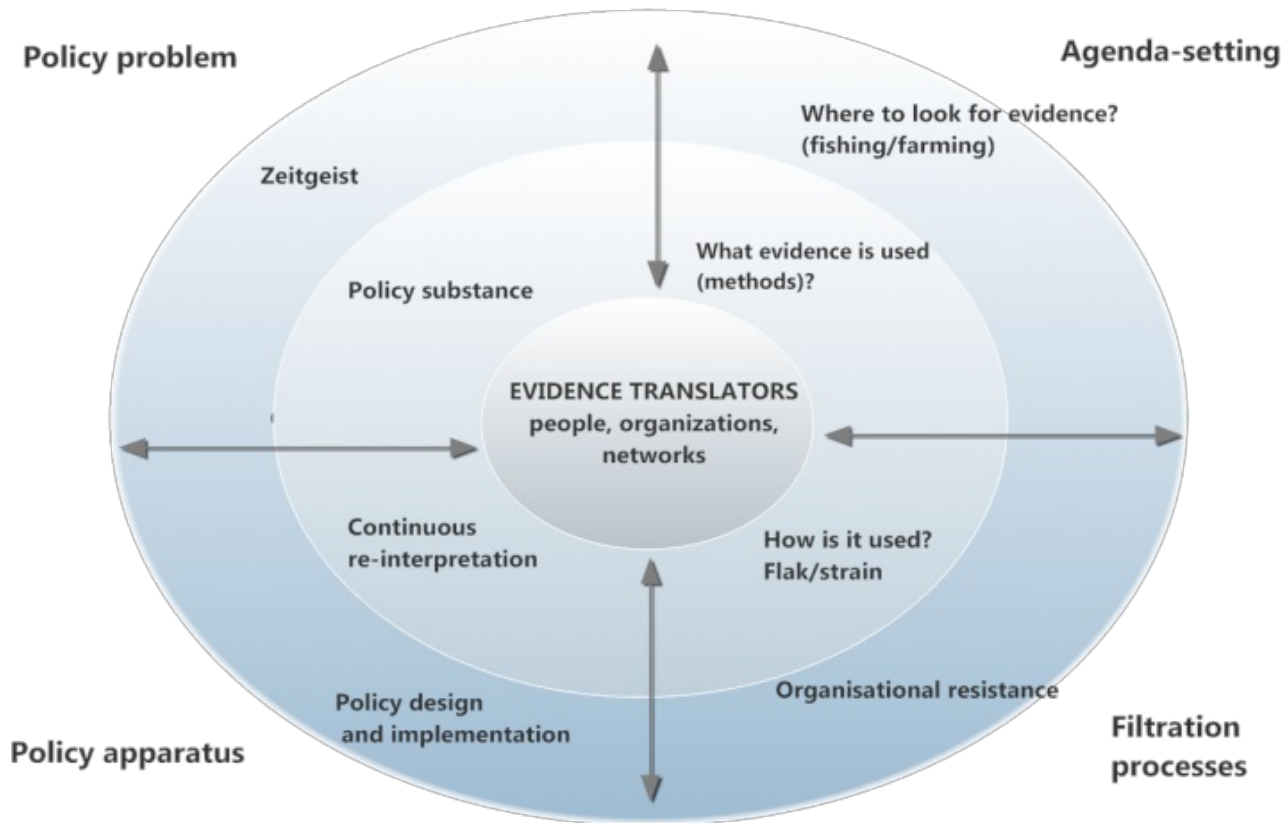 Policy problem
Agenda-setting
Where to look for evidence?
(fishing/farming)
Zeitgeist
What evidence is used
(methods)?
Policy substance
EVIDENCE TRANSLATORS
people, organizations,
networks
Continuous
re-interpretation
How is it used?
Flak/strain
Policy design
and implementation
Organisational resistance
Policy apparatus
Filtration
processes